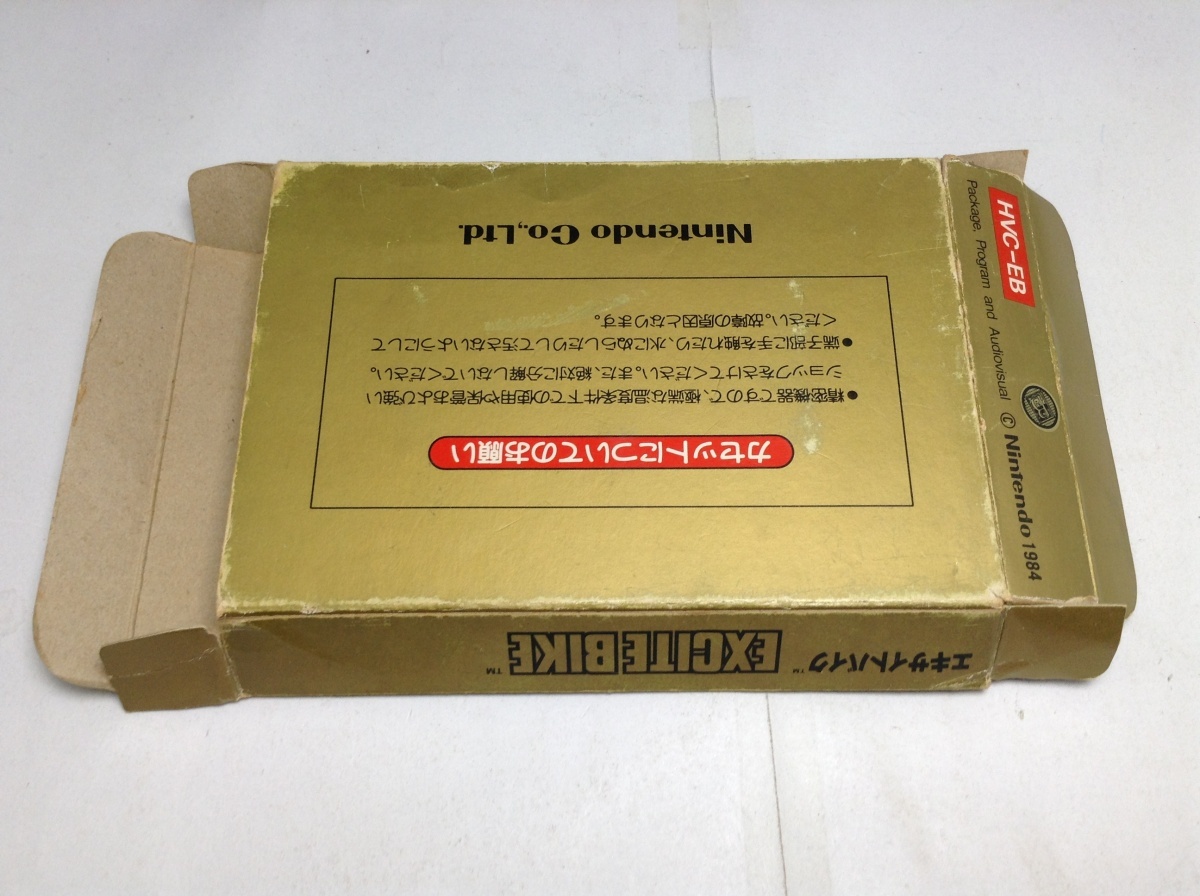 エキサイトバイク™ EXCITEBIKE™
カセットについてのお願い
●精密機器ですので、極端な温度条件下での使用や保管および強い
ショックをさけてください。また、絶対に分解しないでください。
●端子部に手を触れたり、水にぬらしたりして汚さないようにして
ください。故障の原因となります。
Nintendo Co.,Ltd.
HVC-EB
Package, Program and Audiovisual © Nintendo 1984